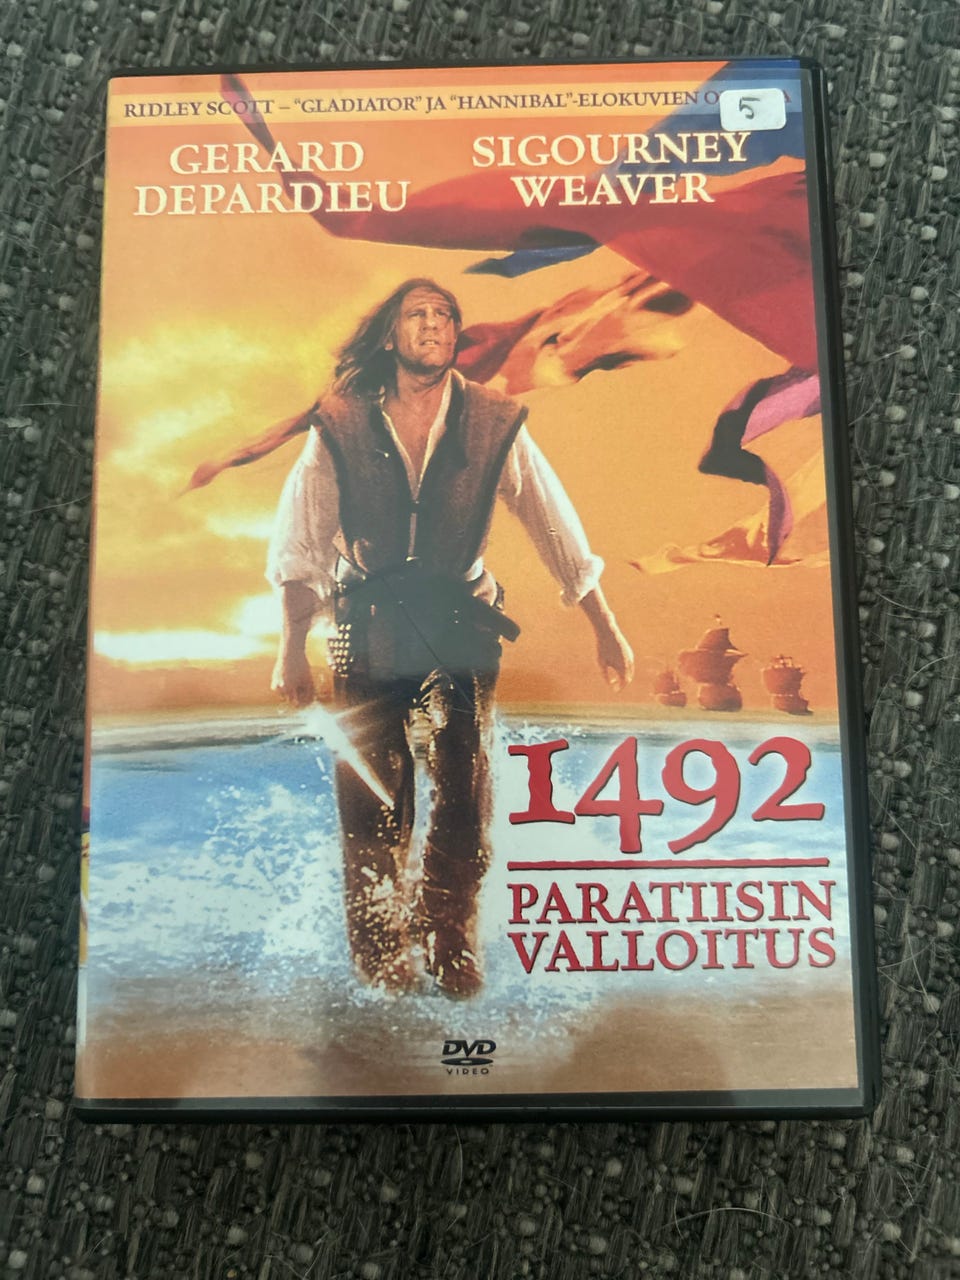 RIDLEY SCOTT – "GLADIATOR" JA "HANNIBAL"-ELOKUVIEN
5
GERARD
DEPARDIEU
SIGOURNEY
WEAVER
1492
PARATIISIN
VALLOITUS
DVD
VIDEO